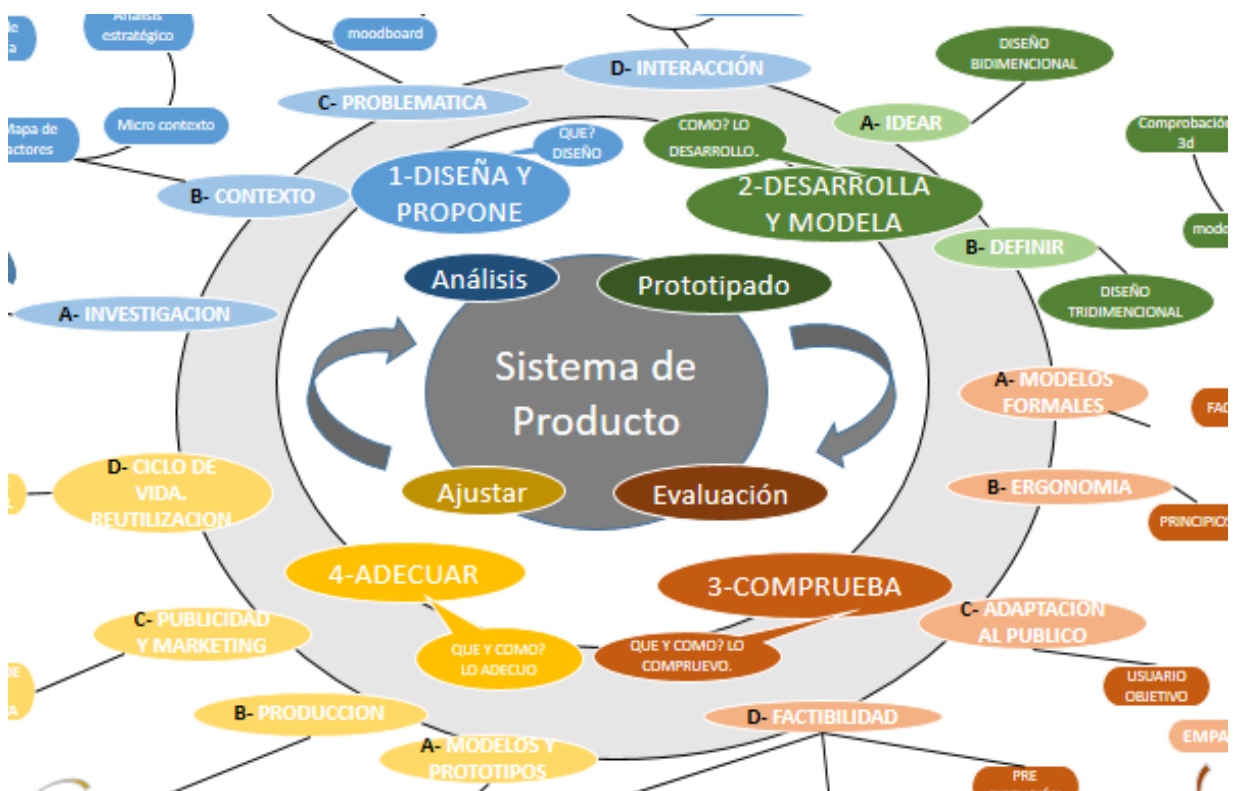 Análisis
estratégico
moodboard
D- INTERACCIÓN
DISEÑO
BIDIMENCIONAL
C- PROBLEMATICA
Mapa de
actores
Micro contexto
QUE?
DISEÑO
COMO? LO
DESARROLLO.
A- IDEAR
Comprobación
3d
B- CONTEXTO
1-DISEÑA Y
PROPONE
2-DESARROLLA
Y MODELA
B- DEFINIR
Análisis
Prototipado
DISEÑO
TRIDIMENCIONAL
A- INVESTIGACION
Sistema de
Producto
A- MODELOS
FORMALES
D- CICLO DE
VIDA.
REUTILIZACION
Ajustar
Evaluación
B- ERGONOMIA
PRINCIPIOS
4-ADECUAR
3-COMPRUEBA
C- PUBLICIDAD
Y MARKETING
QUE Y COMO?
LO ADECUO
QUE Y COMO? LO
COMPRUEVO.
C- ADAPTACIÓN
AL PUBLICO
USUARIO
OBJETIVO
B- PRODUCCION
D- FACTIBILIDAD
A- MODELOS Y
PROTOTIPOS
EMPA
PRE